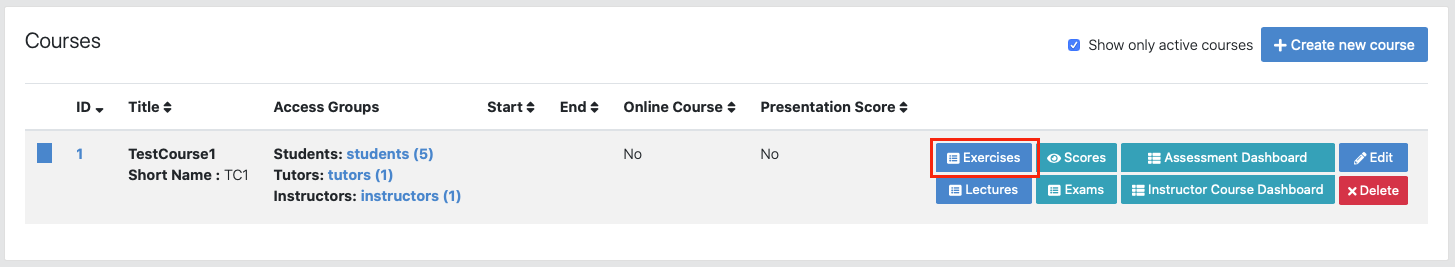 Courses
Show only active courses
Create new course
ID Title Access Groups Start End Online Course Presentation Score
1 TestCourse1 Students: students (5) No No Exercises Scores Assessment Dashboard Edit
Short Name : TC1 Tutors: tutors (1)
Instructors: instructors (1) Lectures Exams Instructor Course Dashboard Delete